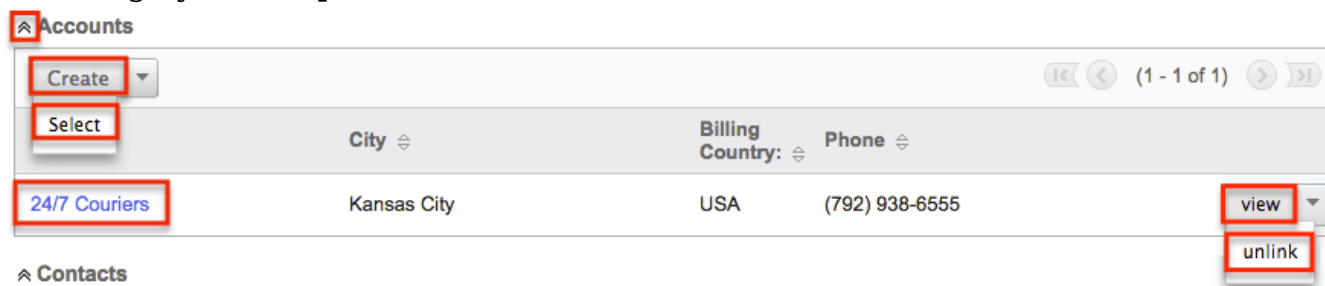 Accounts
Create (1 - 1 of 1)
Select
City Billing Country: Phone
24/7 Couriers Kansas City USA (792) 938-6555 view
unlink
Contacts